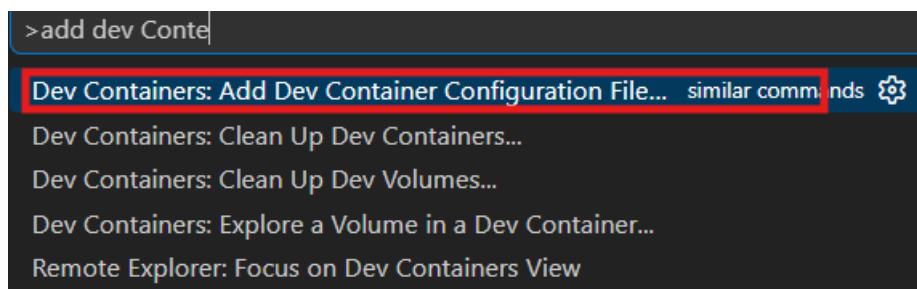 >add dev Conte
Dev Containers: Add Dev Container Configuration File... similar commands
Dev Containers: Clean Up Dev Containers...
Dev Containers: Clean Up Dev Volumes...
Dev Containers: Explore a Volume in a Dev Container...
Remote Explorer: Focus on Dev Containers View